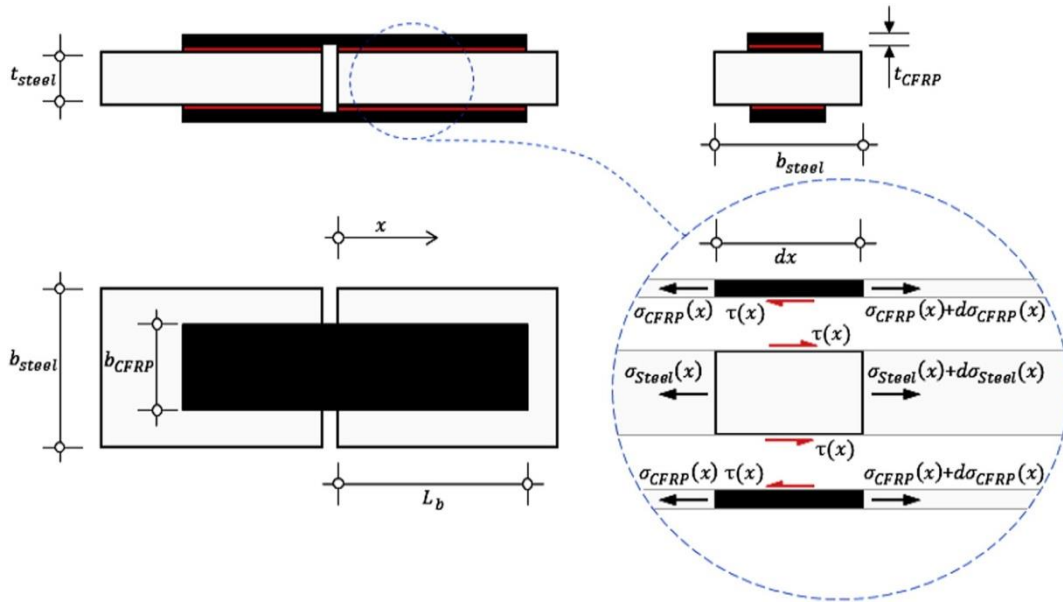 t_steel
t_CFRP
b_steel
x
dx
σ_CFRP(x) τ(x) σ_CFRP(x)+dσ_CFRP(x)
τ(x)
b_steel
b_CFRP
σ_Steel(x) σ_Steel(x)+dσ_Steel(x)
τ(x)
σ_CFRP(x) τ(x) σ_CFRP(x)+dσ_CFRP(x)
L_b